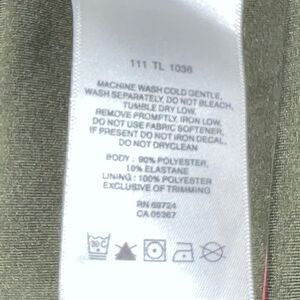 111 TL 1036
MACHINE WASH COLD GENTLE,
WASH SEPARATELY, DO NOT BLEACH,
TUMBLE DRY LOW,
REMOVE PROMPTLY, IRON LOW,
DO NOT USE FABRIC SOFTENER,
IF PRESENT DO NOT IRON DECAL,
DO NOT DRYCLEAN
BODY : 90% POLYESTER,
10% ELASTANE
LINING : 100% POLYESTER
EXCLUSIVE OF TRIMMING
RN 69724
CA 05367